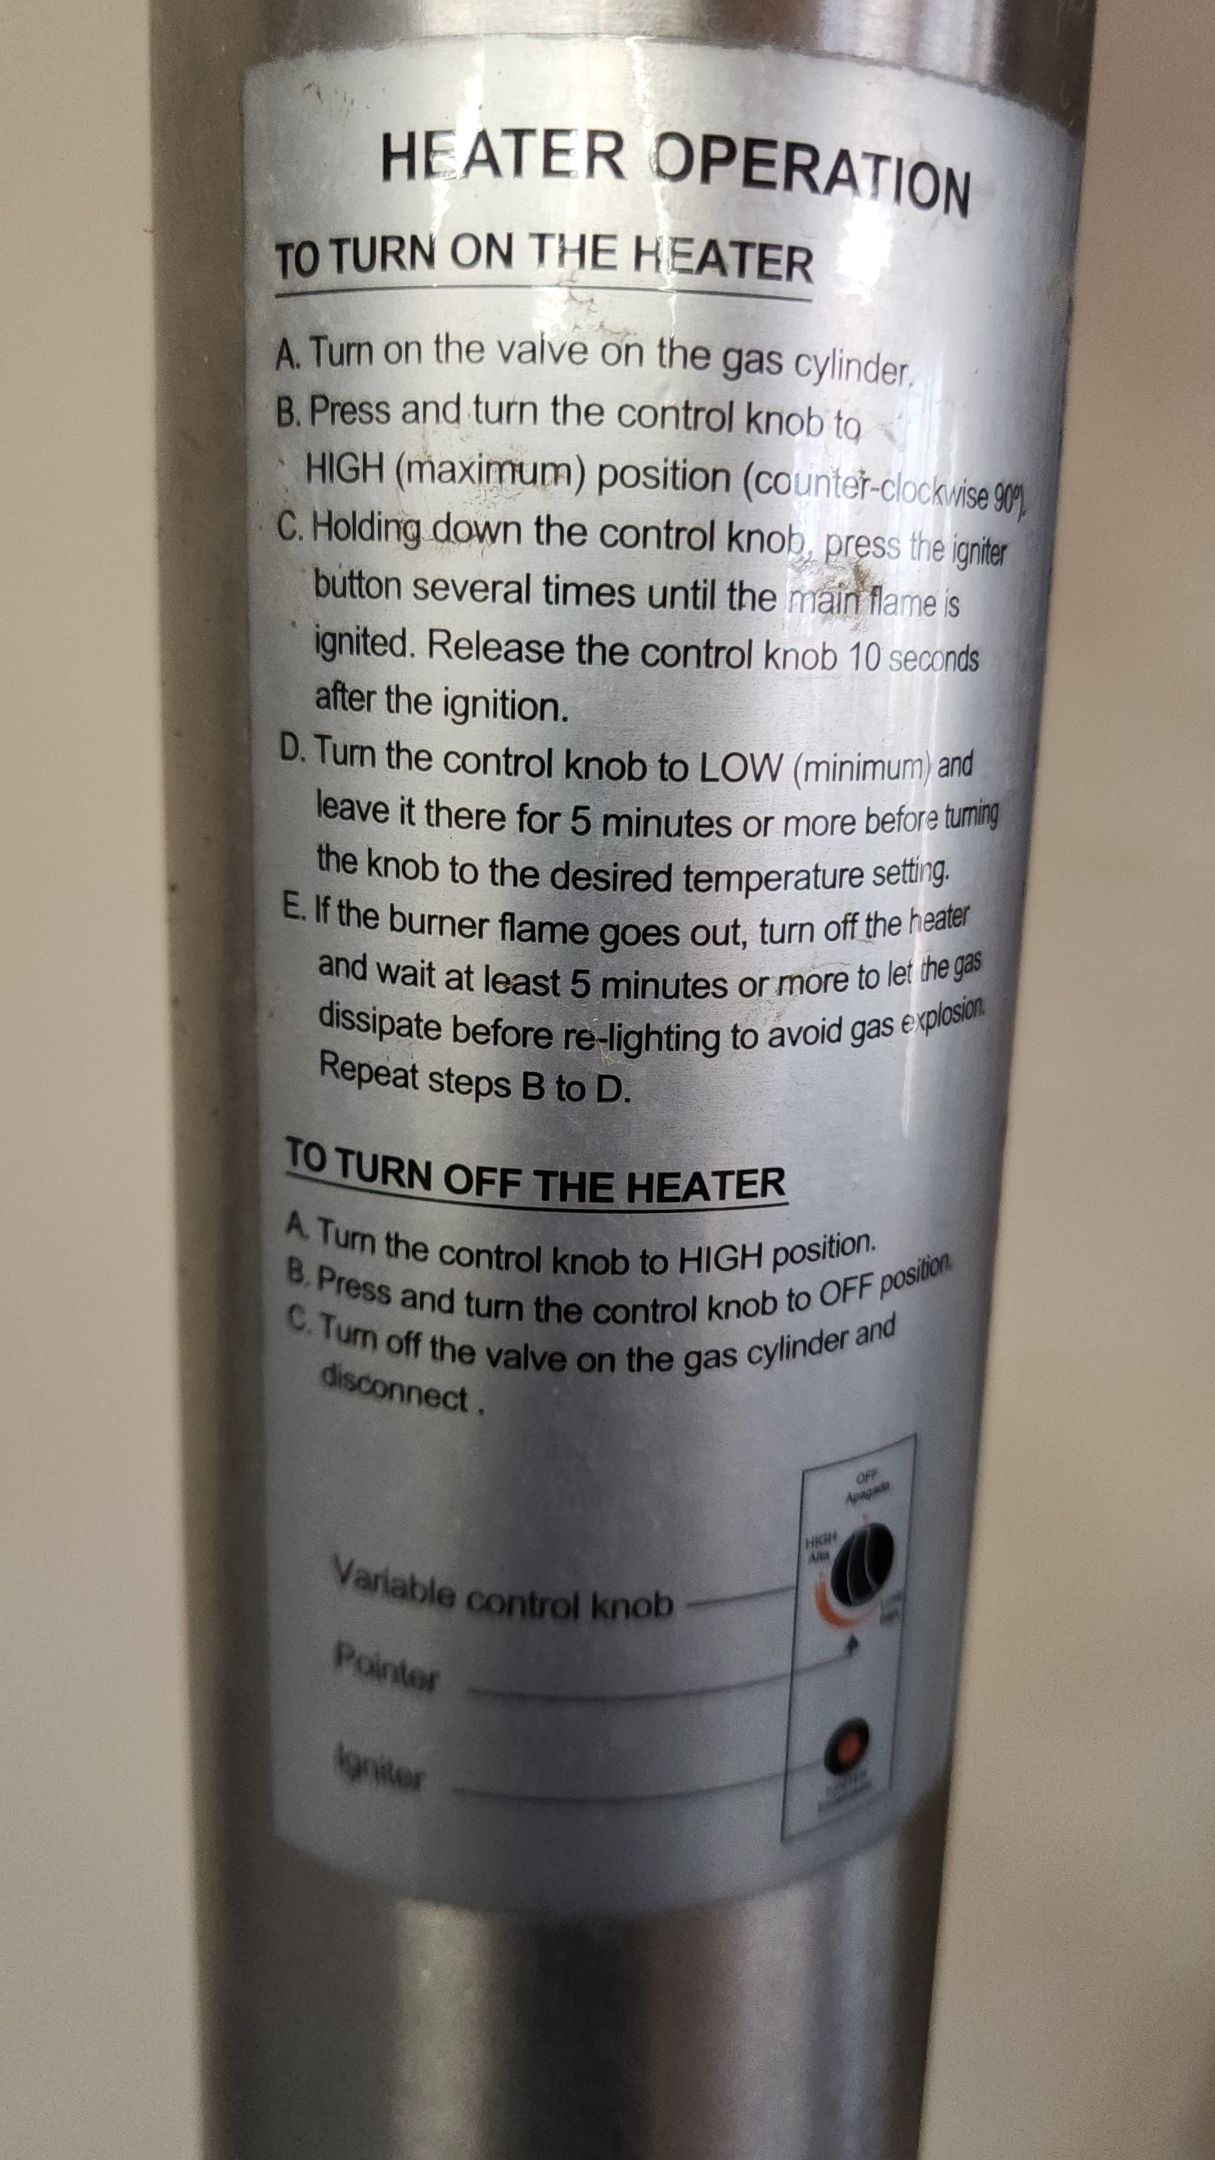 HEATER OPERATION
TO TURN ON THE HEATER
A. Turn on the valve on the gas cylinder.
B. Press and turn the control knob to
HIGH (maximum) position (counter-clockwise 90°).
C. Holding down the control knob, press the igniter
button several times until the main flame is
ignited. Release the control knob 10 seconds
after the ignition.
D. Turn the control knob to LOW (minimum) and
leave it there for 5 minutes or more before turning
the knob to the desired temperature setting.
E. If the burner flame goes out, turn off the heater
and wait at least 5 minutes or more to let the gas
dissipate before re-lighting to avoid gas explosion.
Repeat steps B to D.
TO TURN OFF THE HEATER
A. Turn the control knob to HIGH position.
B. Press and turn the control knob to OFF position.
C. Turn off the valve on the gas cylinder and
disconnect .
OFF
Apagado
HIGH
Alta
Variable control knob
Pointer
Igniter